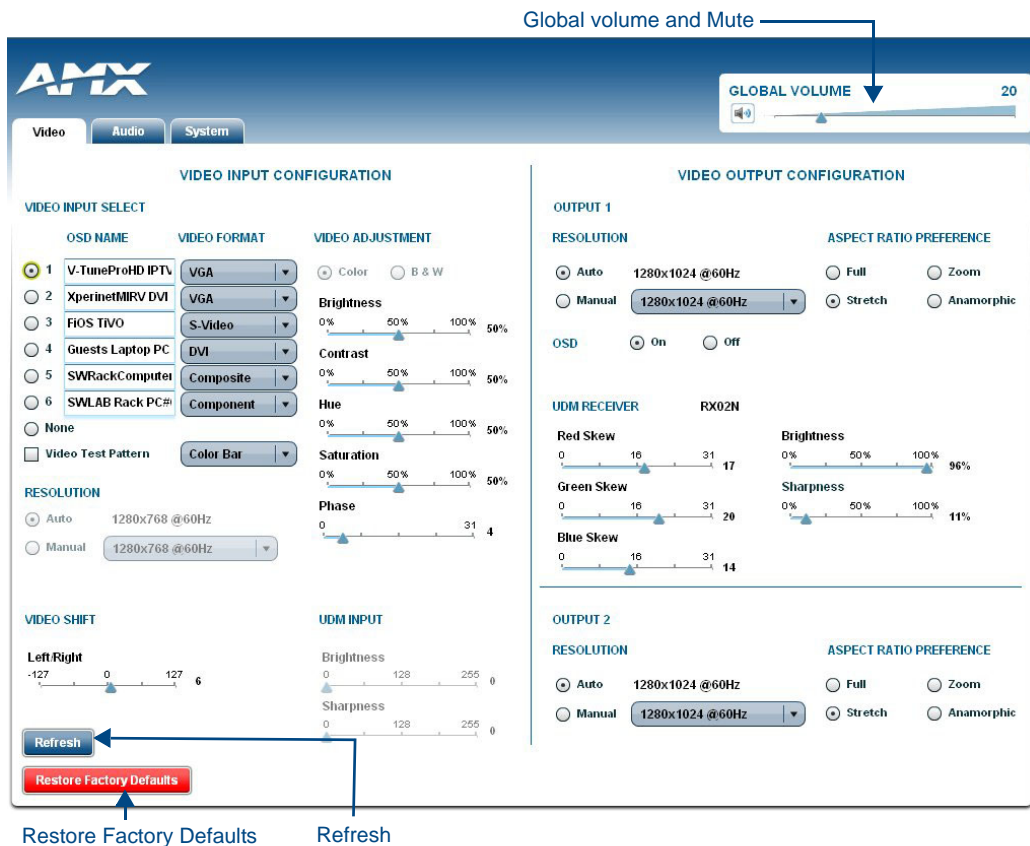 Global volume and Mute
AMX
GLOBAL VOLUME 20
Video Audio System
VIDEO INPUT CONFIGURATION
VIDEO INPUT SELECT
OSD NAME VIDEO FORMAT VIDEO ADJUSTMENT
1 V-TuneProHD IPTV VGA
2 XperinetMIRV DVI VGA
3 FiOS TiVO S-Video
4 Guests Laptop PC DVI
5 SWRackComputer Composite
6 SWLAB Rack PC# Component
None
Video Test Pattern Color Bar
RESOLUTION
Auto 1280x768 @60Hz
Manual 1280x768 @60Hz
Color B & W
Brightness
0% 50% 100% 50%
Contrast
0% 50% 100% 50%
Hue
0% 50% 100% 50%
Saturation
0% 50% 100% 50%
Phase
0 31 4
VIDEO SHIFT
Left/Right
-127 0 127 6
UDM INPUT
Brightness
0 128 255 0
Sharpness
0 128 255 0
Refresh
Restore Factory Defaults
VIDEO OUTPUT CONFIGURATION
OUTPUT 1
RESOLUTION
Auto 1280x1024 @60Hz
Manual 1280x1024 @60Hz
ASPECT RATIO PREFERENCE
Full Zoom
Stretch Anamorphic
OSD On Off
UDM RECEIVER RX02N
Red Skew
0 16 31 17
Green Skew
0 16 31 20
Blue Skew
0 16 31 14
Brightness
0% 50% 100% 96%
Sharpness
0% 50% 100% 11%
OUTPUT 2
RESOLUTION
Auto 1280x1024 @60Hz
Manual 1280x1024 @60Hz
ASPECT RATIO PREFERENCE
Full Zoom
Stretch Anamorphic
Restore Factory Defaults
Refresh